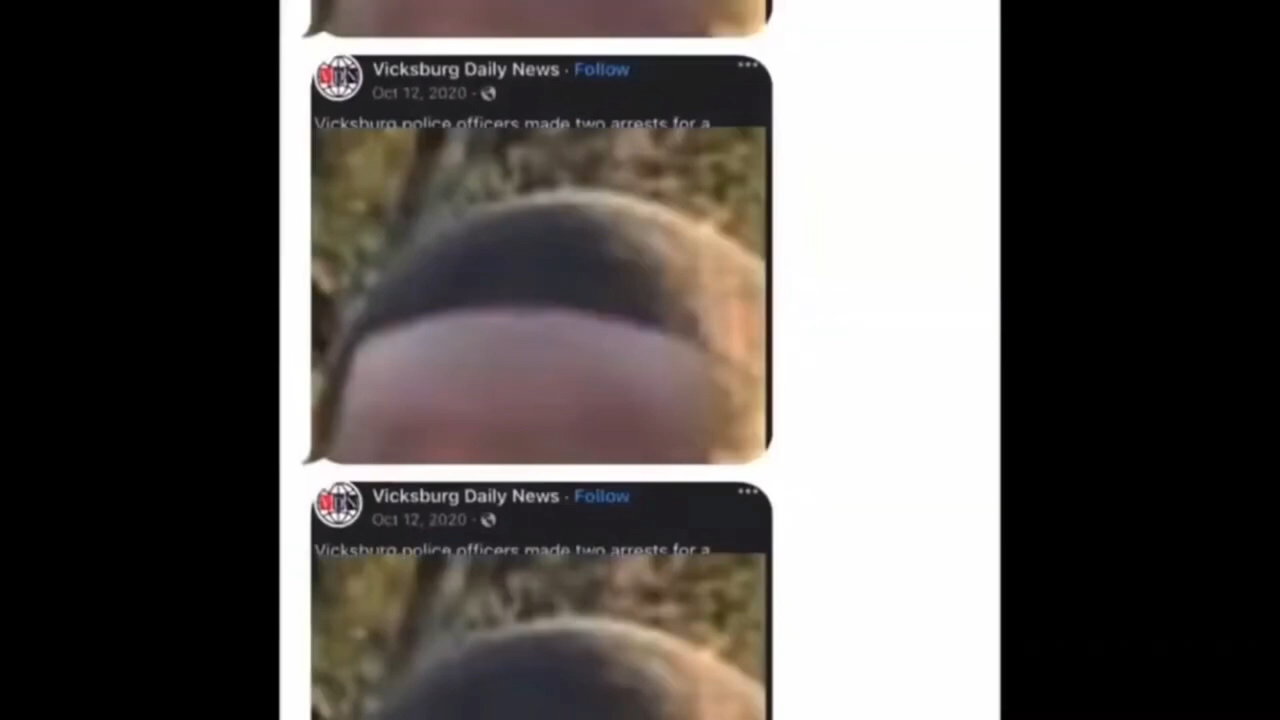 Vicksburg Daily News · Follow
Oct 12, 2020 ·
Vicksburg police officers made two arrests for a
Vicksburg Daily News · Follow
Oct 12, 2020 ·
Vicksburg police officers made two arrests for a